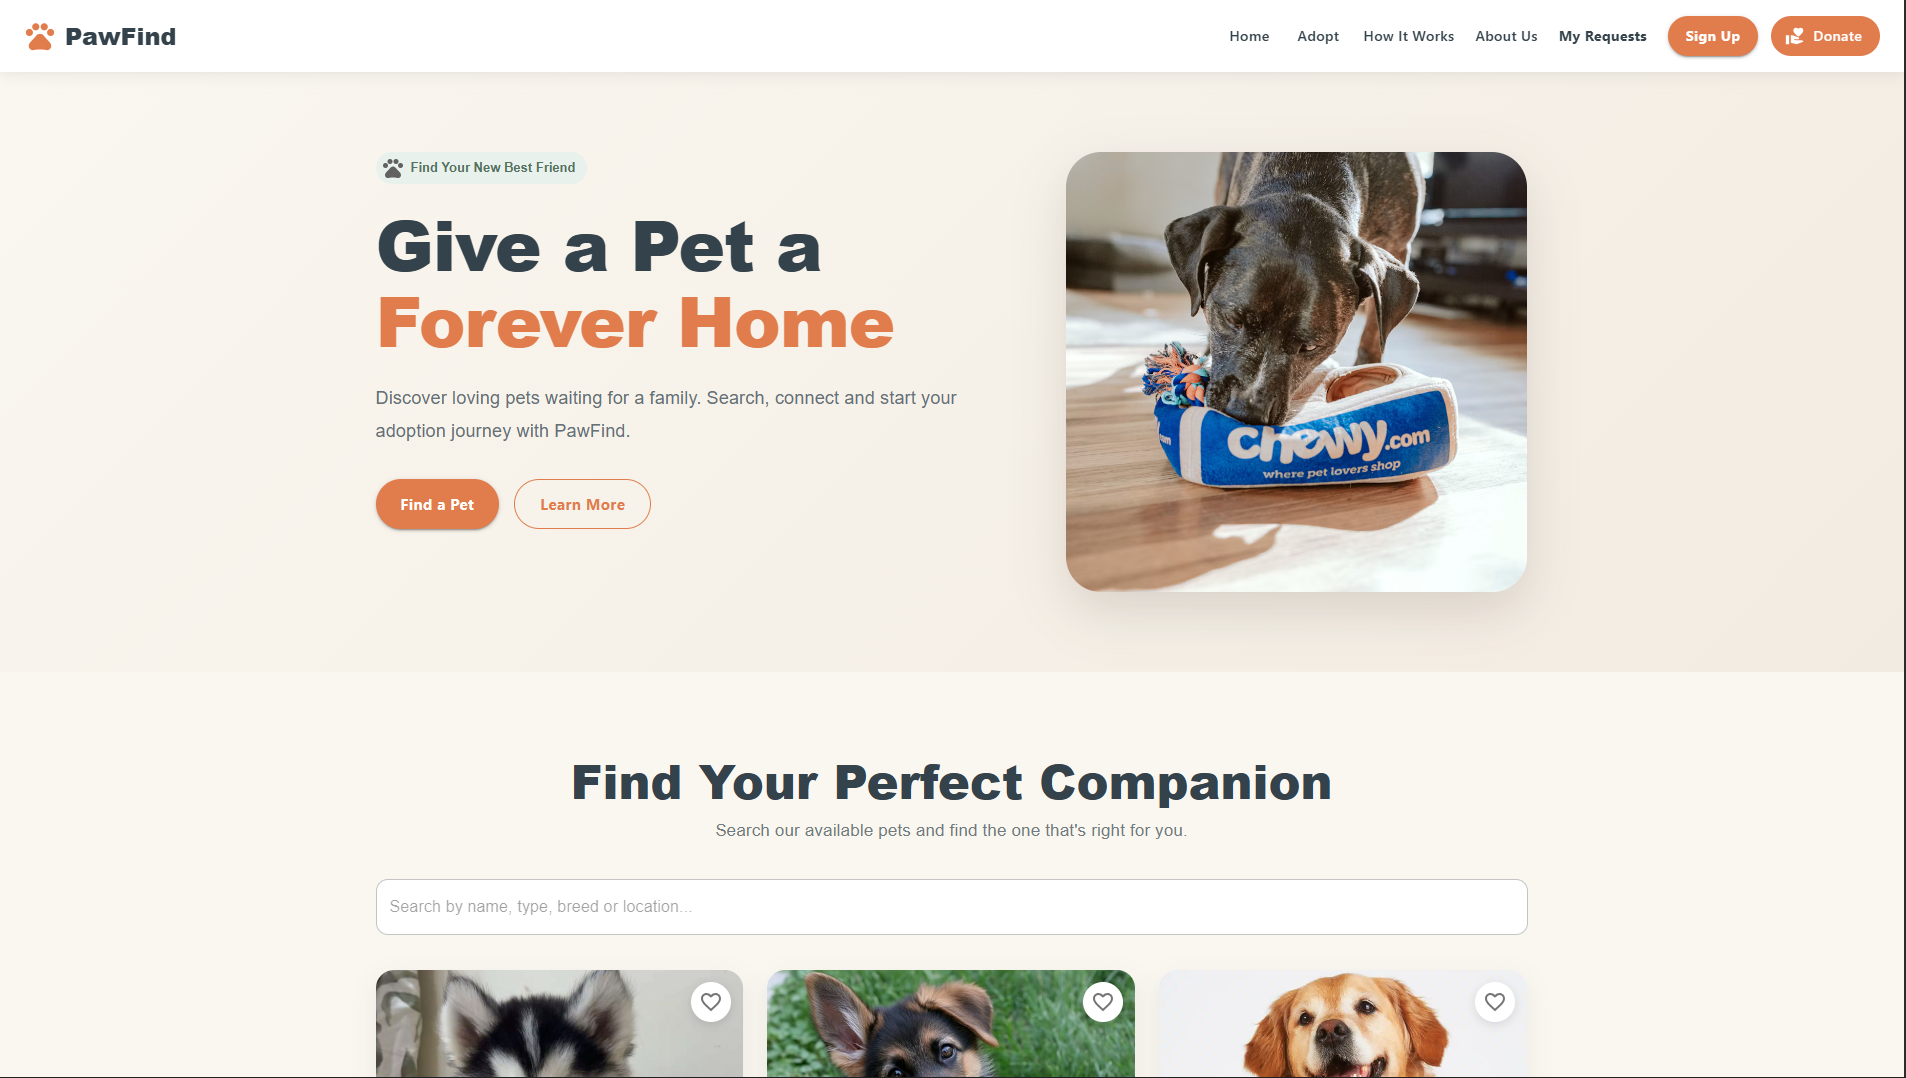 PawFind
Home
Adopt
How It Works
About Us
My Requests
Sign Up
Donate
Find Your New Best Friend
Give a Pet a
Forever Home
Discover loving pets waiting for a family. Search, connect and start your
adoption journey with PawFind.
Find a Pet
Learn More
.com
chewy.com
where pet lovers shop
Find Your Perfect Companion
Search our available pets and find the one that's right for you.
Search by name, type, breed or location...